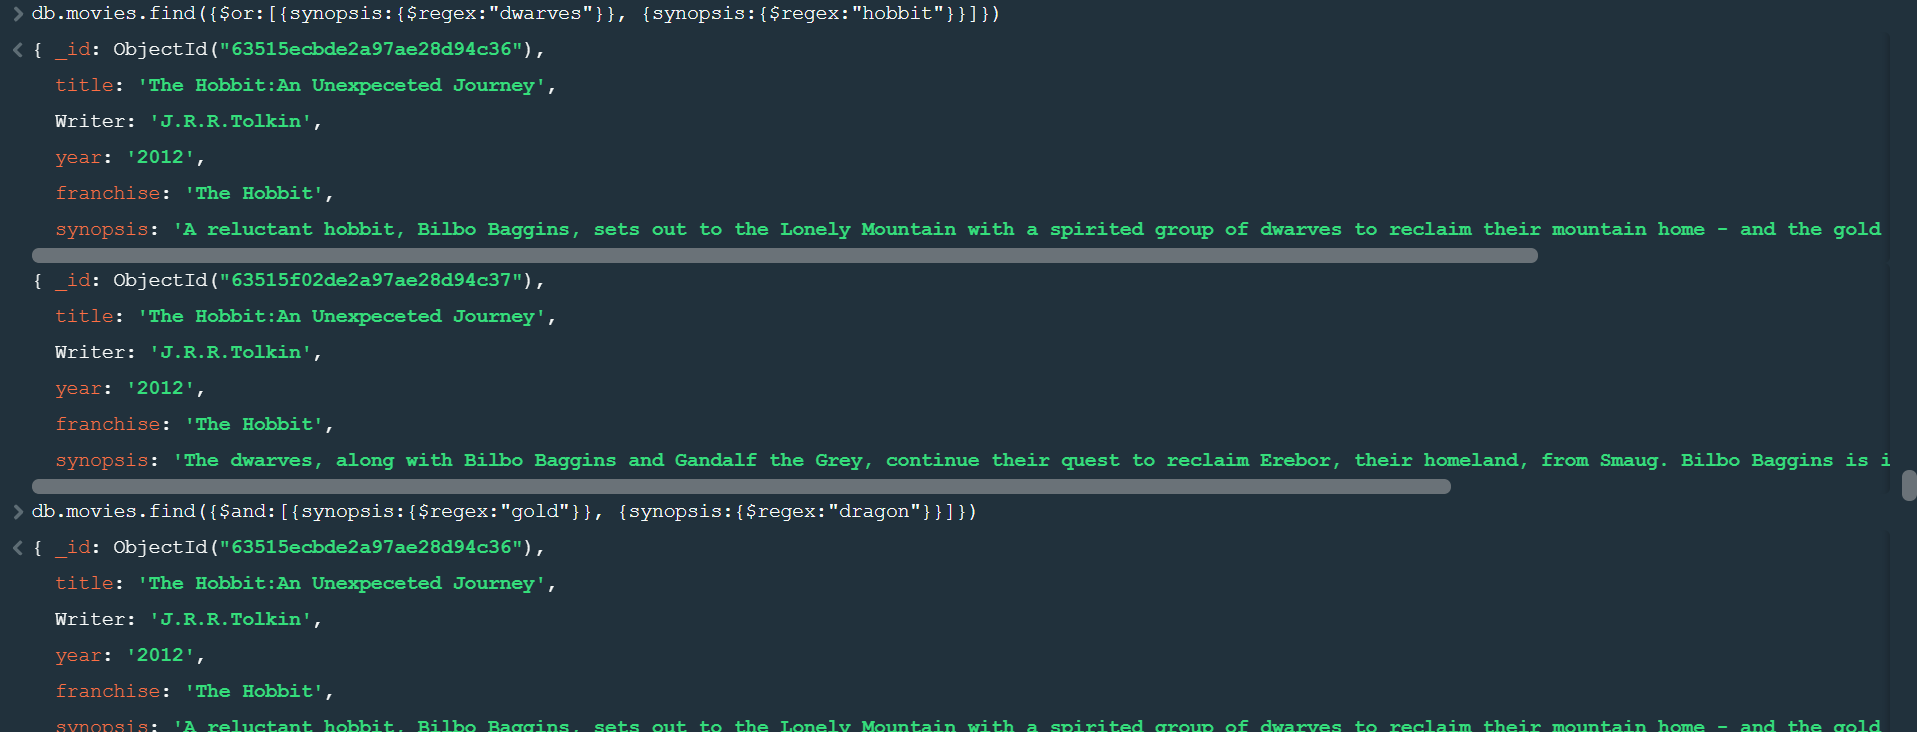 > db.movies.find({$or:[{synopsis:{$regex:"dwarves"}}, {synopsis:{$regex:"hobbit"}}]})
< { _id: ObjectId("63515ecbde2a97ae28d94c36"),
title: 'The Hobbit:An Unexpeceted Journey',
Writer: 'J.R.R.Tolkin',
year: '2012',
franchise: 'The Hobbit',
synopsis: 'A reluctant hobbit, Bilbo Baggins, sets out to the Lonely Mountain with a spirited group of dwarves to reclaim their mountain home - and the gold
{ _id: ObjectId("63515f02de2a97ae28d94c37"),
title: 'The Hobbit:An Unexpeceted Journey',
Writer: 'J.R.R.Tolkin',
year: '2012',
franchise: 'The Hobbit',
synopsis: 'The dwarves, along with Bilbo Baggins and Gandalf the Grey, continue their quest to reclaim Erebor, their homeland, from Smaug. Bilbo Baggins is i
> db.movies.find({$and:[{synopsis:{$regex:"gold"}}, {synopsis:{$regex:"dragon"}}]})
< { _id: ObjectId("63515ecbde2a97ae28d94c36"),
title: 'The Hobbit:An Unexpeceted Journey',
Writer: 'J.R.R.Tolkin',
year: '2012',
franchise: 'The Hobbit',
synopsis: 'A reluctant hobbit, Bilbo Baggins, sets out to the Lonely Mountain with a spirited group of dwarves to reclaim their mountain home - and the gold